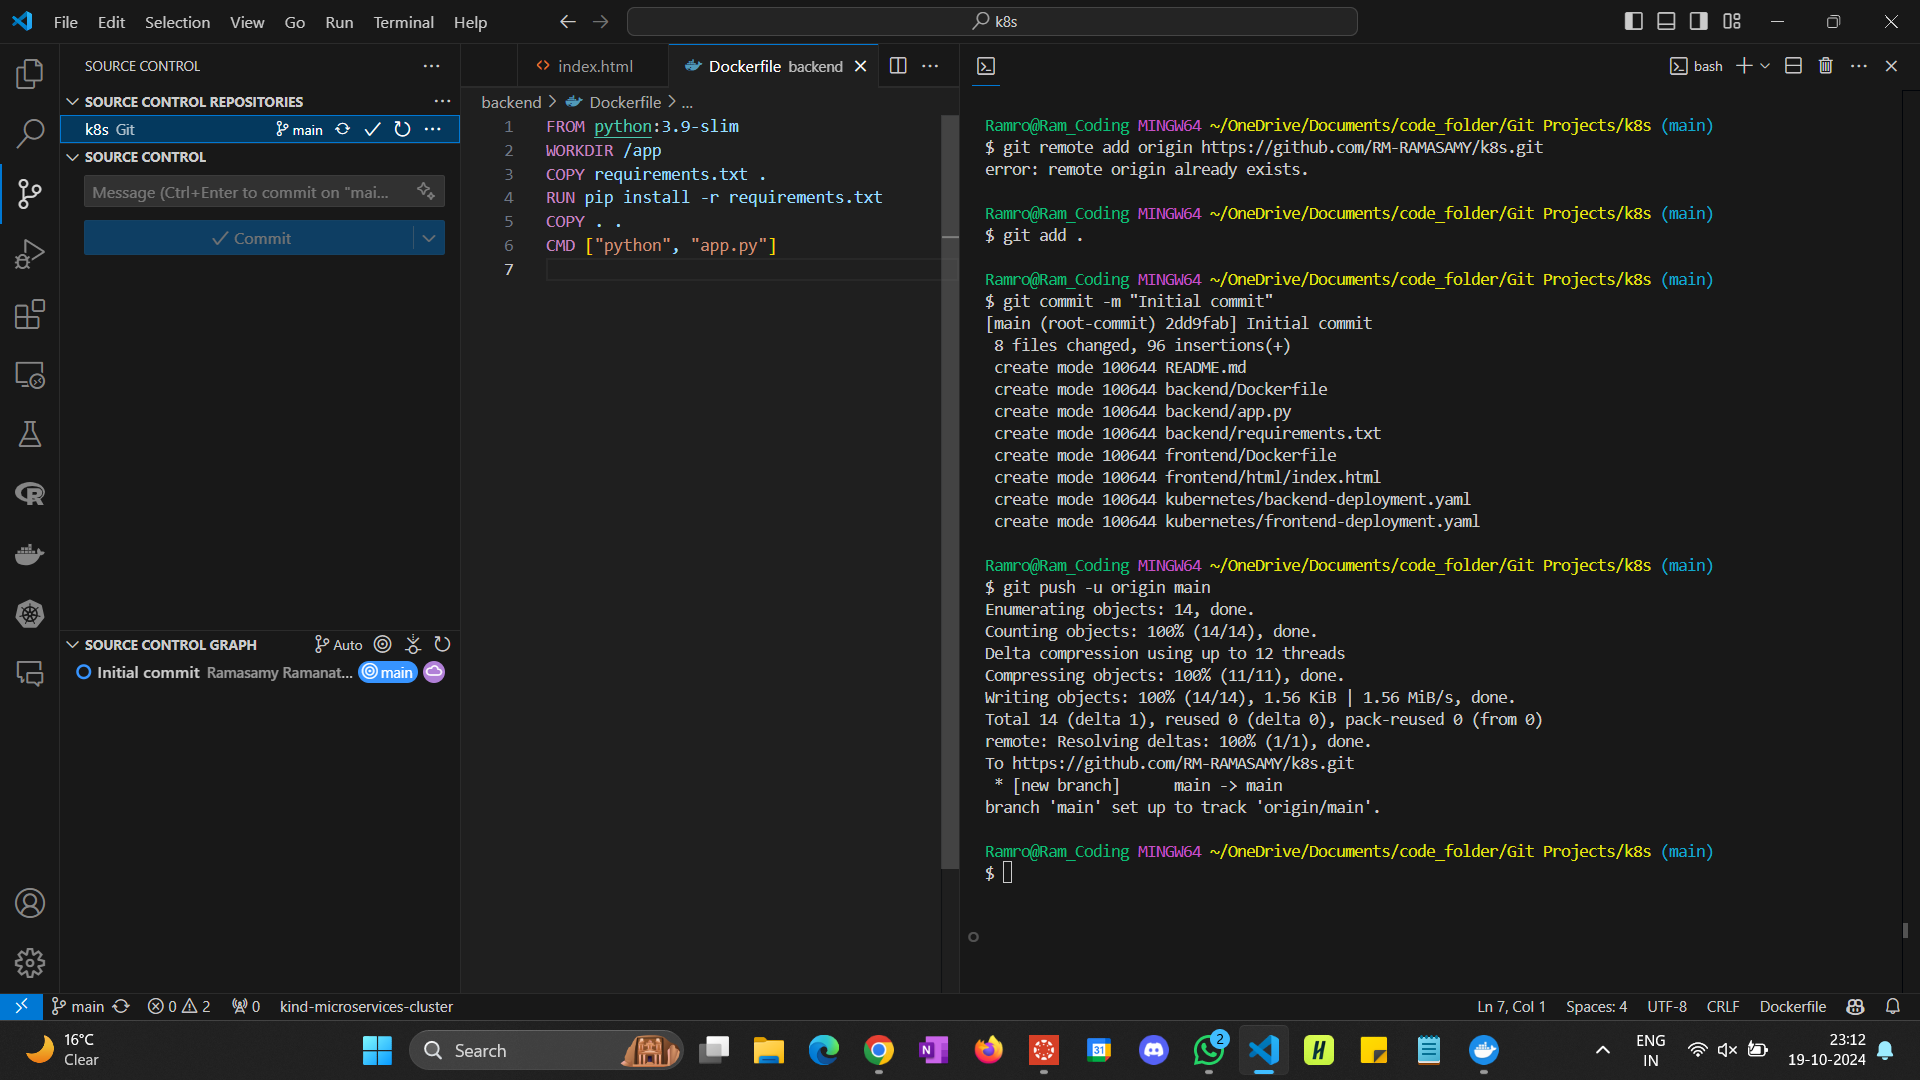 File Edit Selection View Go Run Terminal Help
k8s
SOURCE CONTROL
SOURCE CONTROL REPOSITORIES
k8s Git main
SOURCE CONTROL
Message (Ctrl+Enter to commit on "mai...
Commit
SOURCE CONTROL GRAPH Auto
Initial commit Ramasamy Ramanat... main
index.html Dockerfile backend
backend > Dockerfile > ...
1 FROM python:3.9-slim
2 WORKDIR /app
3 COPY requirements.txt .
4 RUN pip install -r requirements.txt
5 COPY . .
6 CMD ["python", "app.py"]
7
bash
Ramro@Ram_Coding MINGW64 ~/OneDrive/Documents/code_folder/Git Projects/k8s (main)
$ git remote add origin https://github.com/RM-RAMASAMY/k8s.git
error: remote origin already exists.
Ramro@Ram_Coding MINGW64 ~/OneDrive/Documents/code_folder/Git Projects/k8s (main)
$ git add .
Ramro@Ram_Coding MINGW64 ~/OneDrive/Documents/code_folder/Git Projects/k8s (main)
$ git commit -m "Initial commit"
[main (root-commit) 2dd9fab] Initial commit
8 files changed, 96 insertions(+)
create mode 100644 README.md
create mode 100644 backend/Dockerfile
create mode 100644 backend/app.py
create mode 100644 backend/requirements.txt
create mode 100644 frontend/Dockerfile
create mode 100644 frontend/html/index.html
create mode 100644 kubernetes/backend-deployment.yaml
create mode 100644 kubernetes/frontend-deployment.yaml
Ramro@Ram_Coding MINGW64 ~/OneDrive/Documents/code_folder/Git Projects/k8s (main)
$ git push -u origin main
Enumerating objects: 14, done.
Counting objects: 100% (14/14), done.
Delta compression using up to 12 threads
Compressing objects: 100% (11/11), done.
Writing objects: 100% (14/14), 1.56 KiB | 1.56 MiB/s, done.
Total 14 (delta 1), reused 0 (delta 0), pack-reused 0 (from 0)
remote: Resolving deltas: 100% (1/1), done.
To https://github.com/RM-RAMASAMY/k8s.git
* [new branch] main -> main
branch 'main' set up to track 'origin/main'.
Ramro@Ram_Coding MINGW64 ~/OneDrive/Documents/code_folder/Git Projects/k8s (main)
$
main 0 2 0 kind-microservices-cluster Ln 7, Col 1 Spaces: 4 UTF-8 CRLF Dockerfile
16°C
Clear
Search
31
2
ENG
IN
23:12
19-10-2024